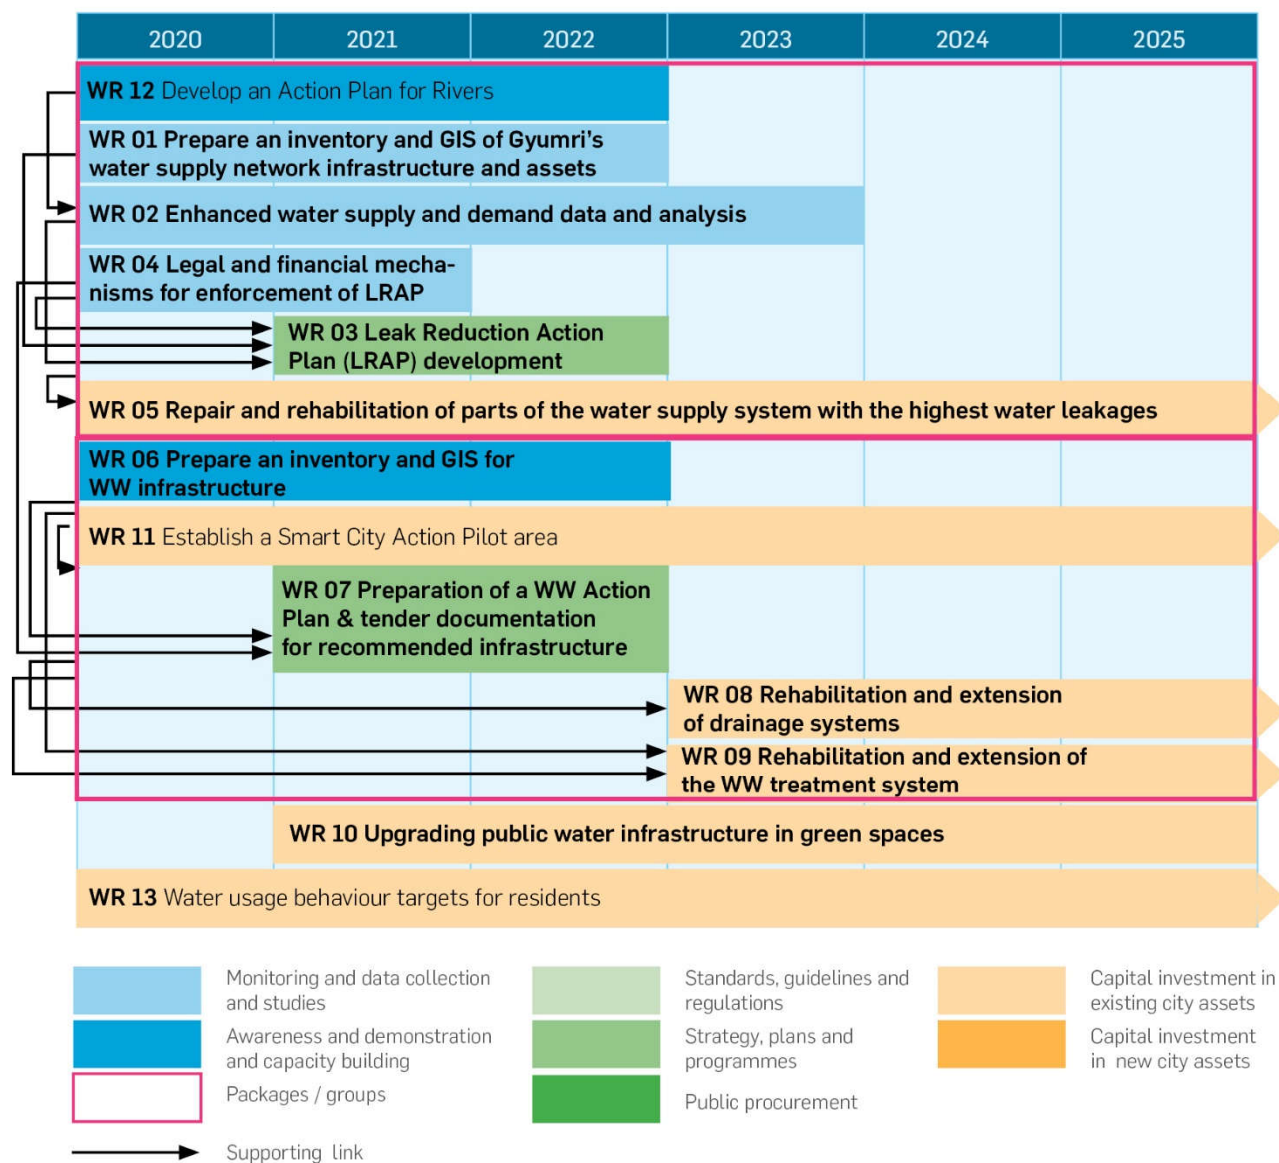 2020 2021 2022 2023 2024 2025
WR 12 Develop an Action Plan for Rivers
WR 01 Prepare an inventory and GIS of Gyumri’s
water supply network infrastructure and assets
WR 02 Enhanced water supply and demand data and analysis
WR 04 Legal and financial mecha-
nisms for enforcement of LRAP
WR 03 Leak Reduction Action
Plan (LRAP) development
WR 05 Repair and rehabilitation of parts of the water supply system with the highest water leakages
WR 06 Prepare an inventory and GIS for
WW infrastructure
WR 11 Establish a Smart City Action Pilot area
WR 07 Preparation of a WW Action
Plan & tender documentation
for recommended infrastructure
WR 08 Rehabilitation and extension
of drainage systems
WR 09 Rehabilitation and extension of
the WW treatment system
WR 10 Upgrading public water infrastructure in green spaces
WR 13 Water usage behaviour targets for residents
Monitoring and data collection
and studies
Awareness and demonstration
and capacity building
Packages / groups
Supporting link
Standards, guidelines and
regulations
Strategy, plans and
programmes
Public procurement
Capital investment in
existing city assets
Capital investment
in new city assets